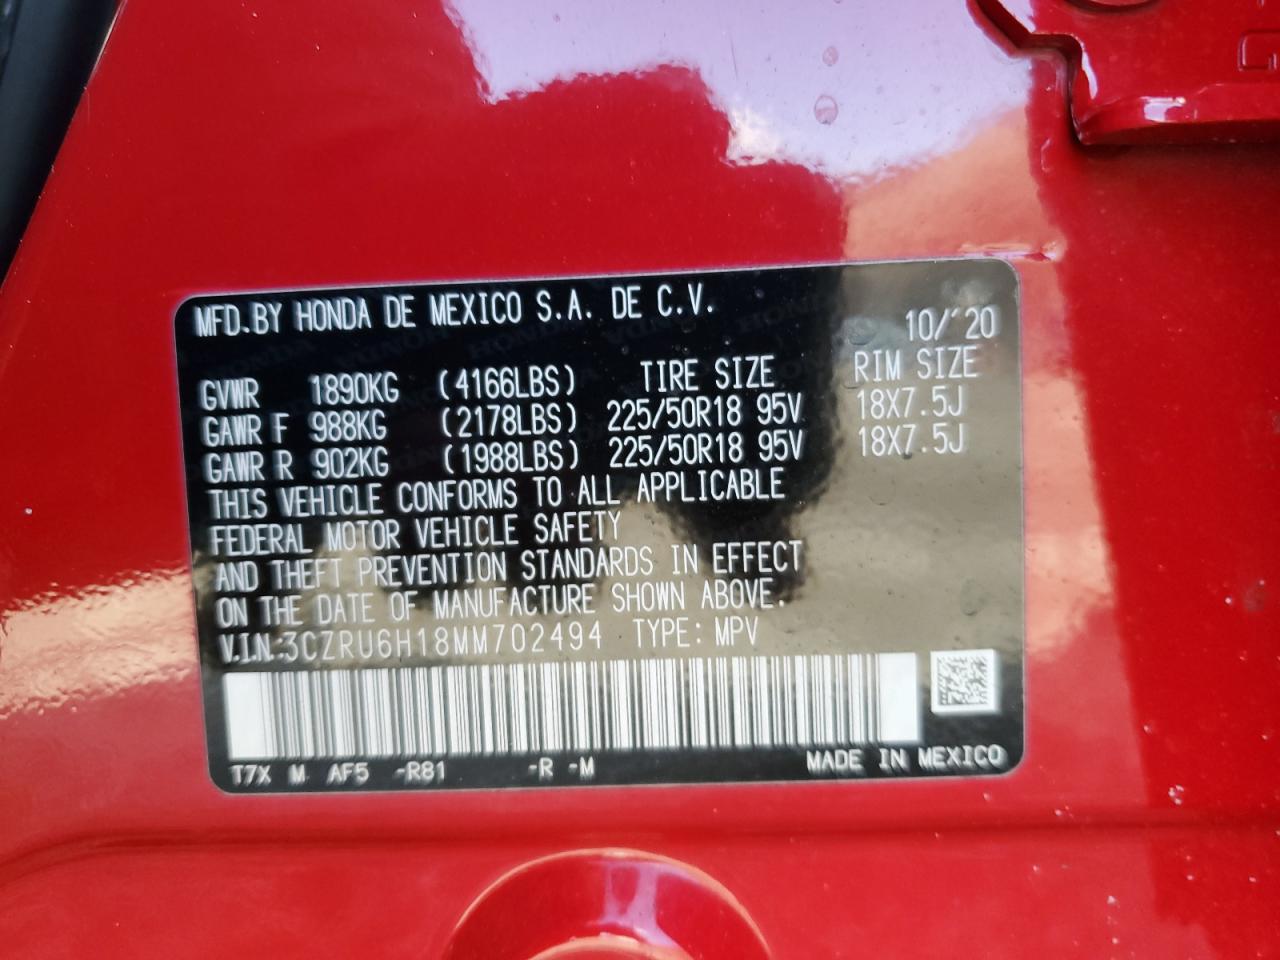 MFD.BY HONDA DE MEXICO S.A. DE C.V.
10/'20
GVWR 1890KG (4166LBS) TIRE SIZE RIM SIZE
GAWR F 988KG (2178LBS) 225/50R18 95V 18X7.5J
GAWR R 902KG (1988LBS) 225/50R18 95V 18X7.5J
THIS VEHICLE CONFORMS TO ALL APPLICABLE
FEDERAL MOTOR VEHICLE SAFETY
AND THEFT PREVENTION STANDARDS IN EFFECT
ON THE DATE OF MANUFACTURE SHOWN ABOVE.
V.I.N.:3CZRU6H18MM702494 TYPE: MPV
T7X M AF5 -R81 -R -M MADE IN MEXICO